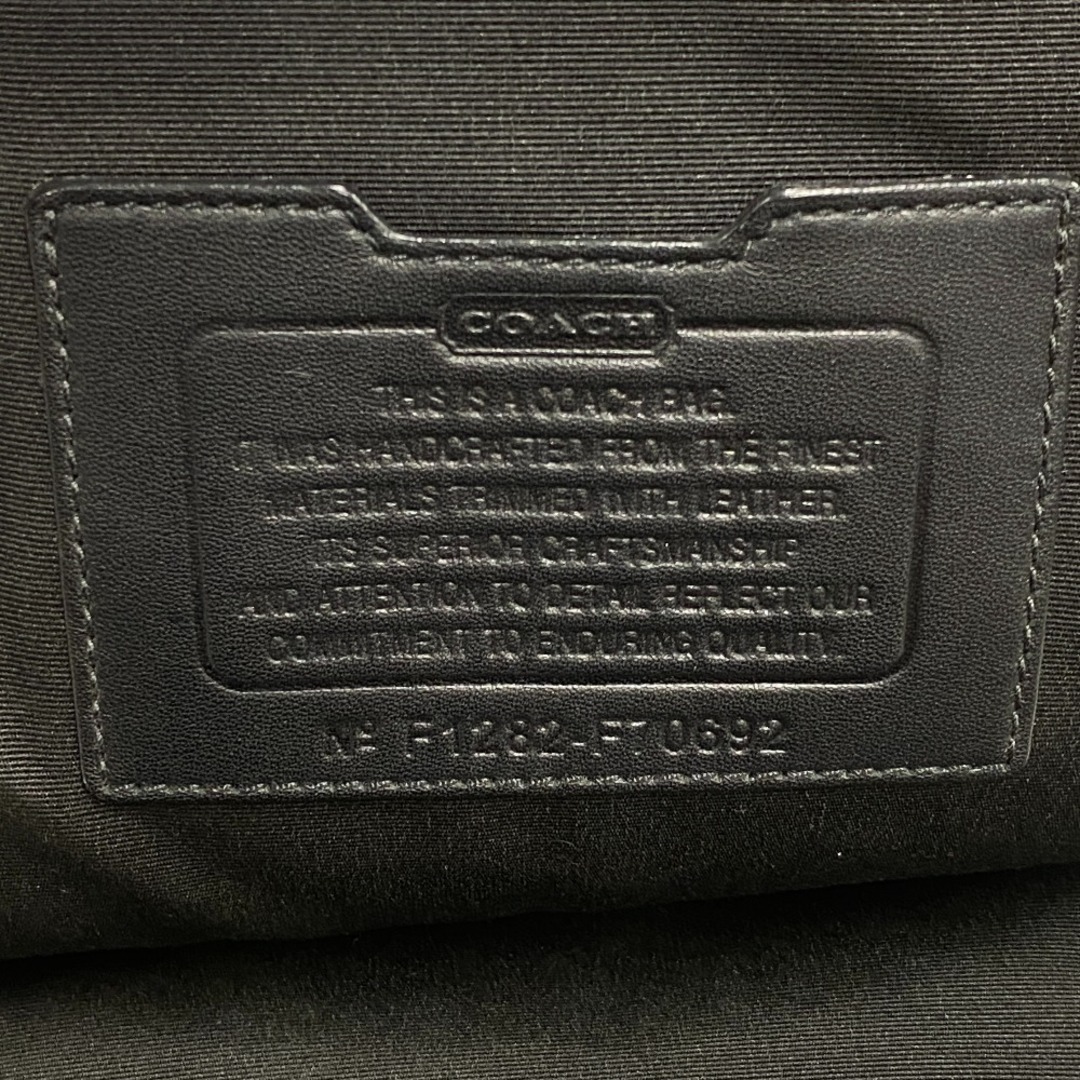 COACH
THIS IS A COACH BAG.
IT WAS HANDCRAFTED FROM THE FINEST
MATERIALS TRIMMED WITH LEATHER.
ITS SUPERIOR CRAFTSMANSHIP
AND ATTENTION TO DETAIL REFLECT OUR
COMMITMENT TO ENDURING QUALITY.
Nº F1282-F70692